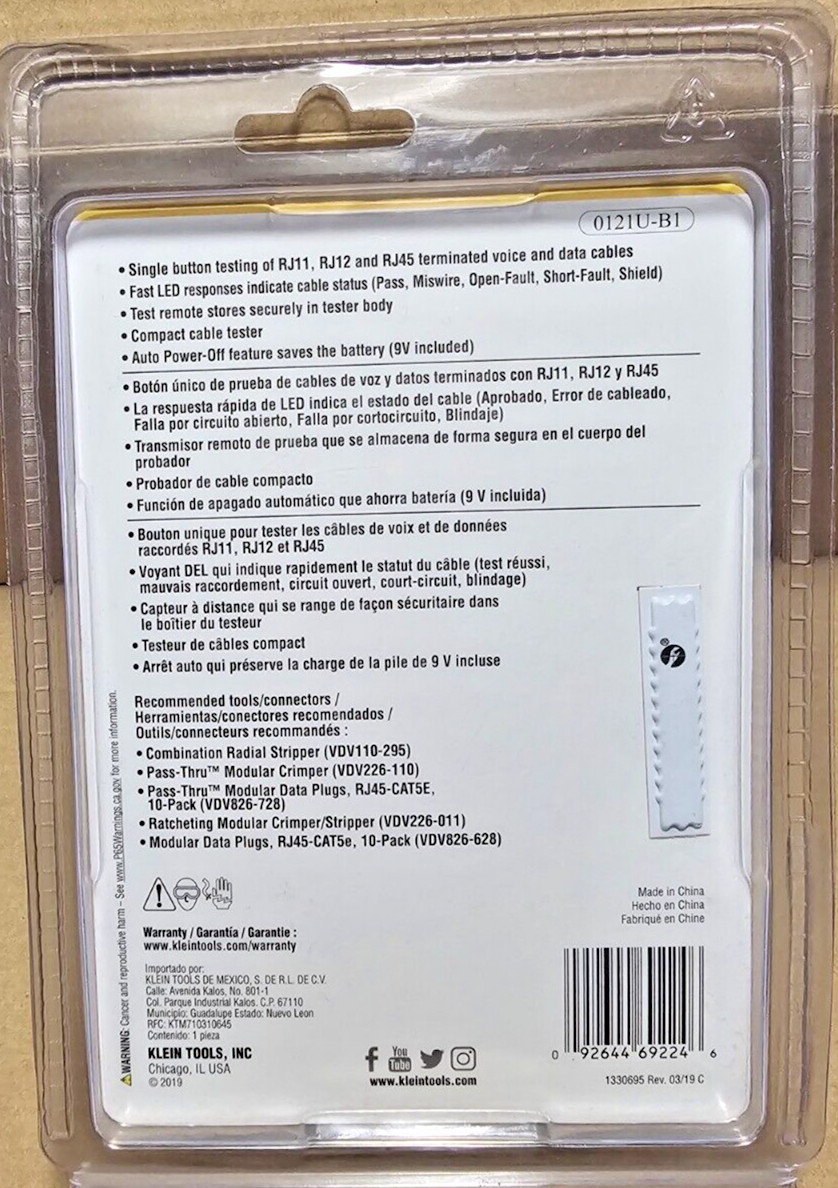 0121U-B1
• Single button testing of RJ11, RJ12 and RJ45 terminated voice and data cables
• Fast LED responses indicate cable status (Pass, Miswire, Open-Fault, Short-Fault, Shield)
• Test remote stores securely in tester body
• Compact cable tester
• Auto Power-Off feature saves the battery (9V included)
• Botón único de prueba de cables de voz y datos terminados con RJ11, RJ12 y RJ45
• La respuesta rápida de LED indica el estado del cable (Aprobado, Error de cableado,
Falla por circuito abierto, Falla por cortocircuito, Blindaje)
• Transmisor remoto de prueba que se almacena de forma segura en el cuerpo del
probador
• Probador de cable compacto
• Función de apagado automático que ahorra batería (9 V incluida)
• Bouton unique pour tester les câbles de voix et de données
raccordés RJ11, RJ12 et RJ45
• Voyant DEL qui indique rapidement le statut du câble (test réussi,
mauvais raccordement, circuit ouvert, court-circuit, blindage)
• Capteur à distance qui se range de façon sécuritaire dans
le boîtier du testeur
• Testeur de câbles compact
• Arrêt auto qui préserve la charge de la pile de 9 V incluse
Recommended tools/connectors /
Herramientas/conectores recomendados /
Outils/connecteurs recommandés :
• Combination Radial Stripper (VDV110-295)
• Pass-Thru™ Modular Crimper (VDV226-110)
• Pass-Thru™ Modular Data Plugs, RJ45-CAT5E,
10-Pack (VDV826-728)
• Ratcheting Modular Crimper/Stripper (VDV226-011)
• Modular Data Plugs, RJ45-CAT5e, 10-Pack (VDV826-628)
WARNING: Cancer and reproductive harm – See www.P65Warnings.ca.gov for more information.
Warranty / Garantía / Garantie :
www.kleintools.com/warranty
Importado por:
KLEIN TOOLS DE MEXICO, S. DE R.L. DE C.V.
Calle: Avenida Kalos, No. 801-1
Col. Parque Industrial Kalos. C.P. 67110
Municipio: Guadalupe Estado: Nuevo Leon
RFC: KTM710310645
Contenido: 1 pieza
KLEIN TOOLS, INC
Chicago, IL USA
© 2019
You
Tube
www.kleintools.com
Made in China
Hecho en China
Fabriqué en Chine
0 92644 69224 6
1330695 Rev. 03/19 C